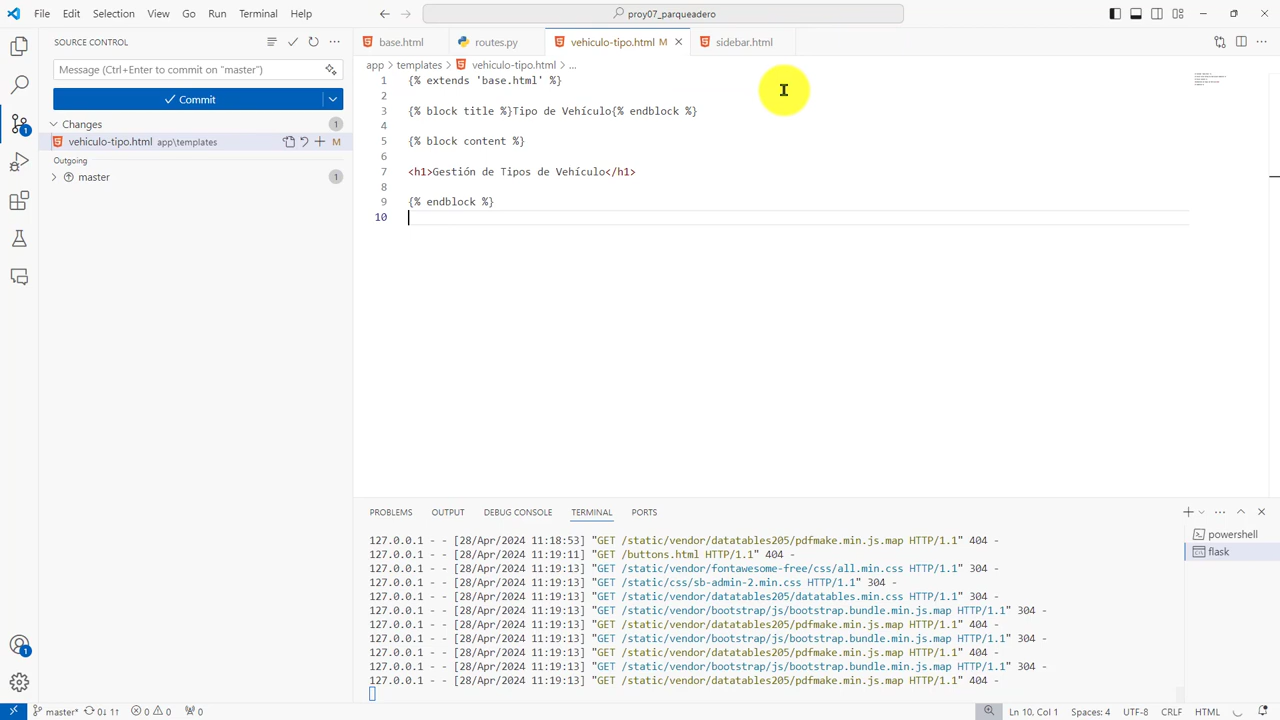 File Edit Selection View Go Run Terminal Help
proy07_parqueadero
SOURCE CONTROL
Message (Ctrl+Enter to commit on "master")
Commit
Changes 1
vehiculo-tipo.html app\templates M
Outgoing
master 1
1
1
base.html
routes.py
vehiculo-tipo.html M
sidebar.html
app > templates > vehiculo-tipo.html > ...
1 {% extends 'base.html' %}
2
3 {% block title %}Tipo de Vehículo{% endblock %}
4
5 {% block content %}
6
7 <h1>Gestión de Tipos de Vehículo</h1>
8
9 {% endblock %}
10
PROBLEMS OUTPUT DEBUG CONSOLE TERMINAL PORTS
powershell
flask
127.0.0.1 - - [28/Apr/2024 11:18:53] "GET /static/vendor/datatables205/pdfmake.min.js.map HTTP/1.1" 404 -
127.0.0.1 - - [28/Apr/2024 11:19:11] "GET /buttons.html HTTP/1.1" 404 -
127.0.0.1 - - [28/Apr/2024 11:19:13] "GET /static/vendor/fontawesome-free/css/all.min.css HTTP/1.1" 304 -
127.0.0.1 - - [28/Apr/2024 11:19:13] "GET /static/css/sb-admin-2.min.css HTTP/1.1" 304 -
127.0.0.1 - - [28/Apr/2024 11:19:13] "GET /static/vendor/datatables205/datatables.min.css HTTP/1.1" 304 -
127.0.0.1 - - [28/Apr/2024 11:19:13] "GET /static/vendor/bootstrap/js/bootstrap.bundle.min.js.map HTTP/1.1" 304 -
127.0.0.1 - - [28/Apr/2024 11:19:13] "GET /static/vendor/datatables205/pdfmake.min.js.map HTTP/1.1" 404 -
127.0.0.1 - - [28/Apr/2024 11:19:13] "GET /static/vendor/bootstrap/js/bootstrap.bundle.min.js.map HTTP/1.1" 304 -
127.0.0.1 - - [28/Apr/2024 11:19:13] "GET /static/vendor/datatables205/pdfmake.min.js.map HTTP/1.1" 404 -
127.0.0.1 - - [28/Apr/2024 11:19:13] "GET /static/vendor/bootstrap/js/bootstrap.bundle.min.js.map HTTP/1.1" 304 -
127.0.0.1 - - [28/Apr/2024 11:19:13] "GET /static/vendor/datatables205/pdfmake.min.js.map HTTP/1.1" 404 -
master* 0↓ 1↑ 0 0 0 Ln 10, Col 1 Spaces: 4 UTF-8 CRLF HTML